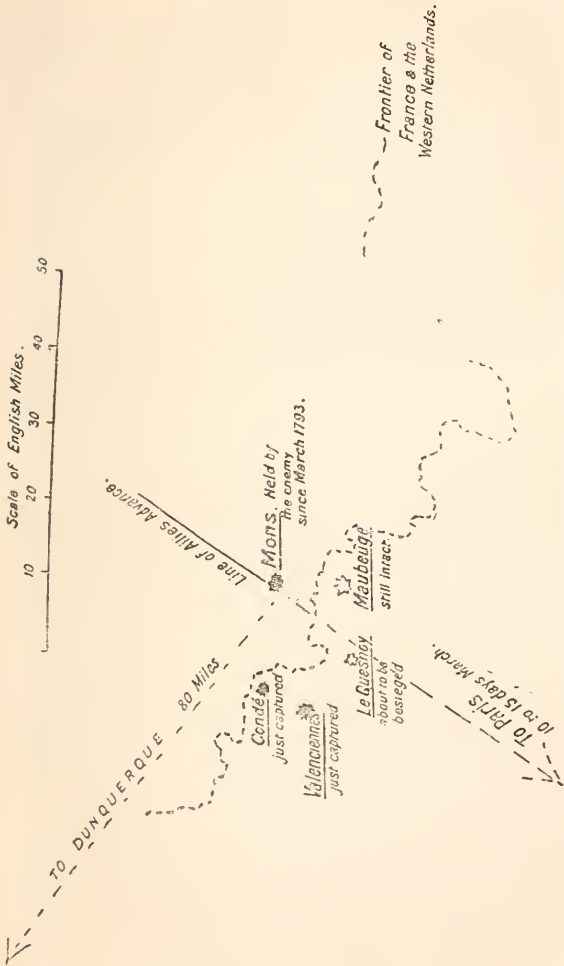 Scale of English Miles.
10 20 30 40 50
Line of Allies Advance.
TO DUNQUERQUE 80 Miles
Mons. Held by
the enemy
since March 1793.
Frontier of
France & the
Western Netherlands.
Condé
just captured
Valenciennes
just captured
Maubeuge
still intact
Le Quesnoy
about to be
besieged
TO PARIS
10 to 15 days March.